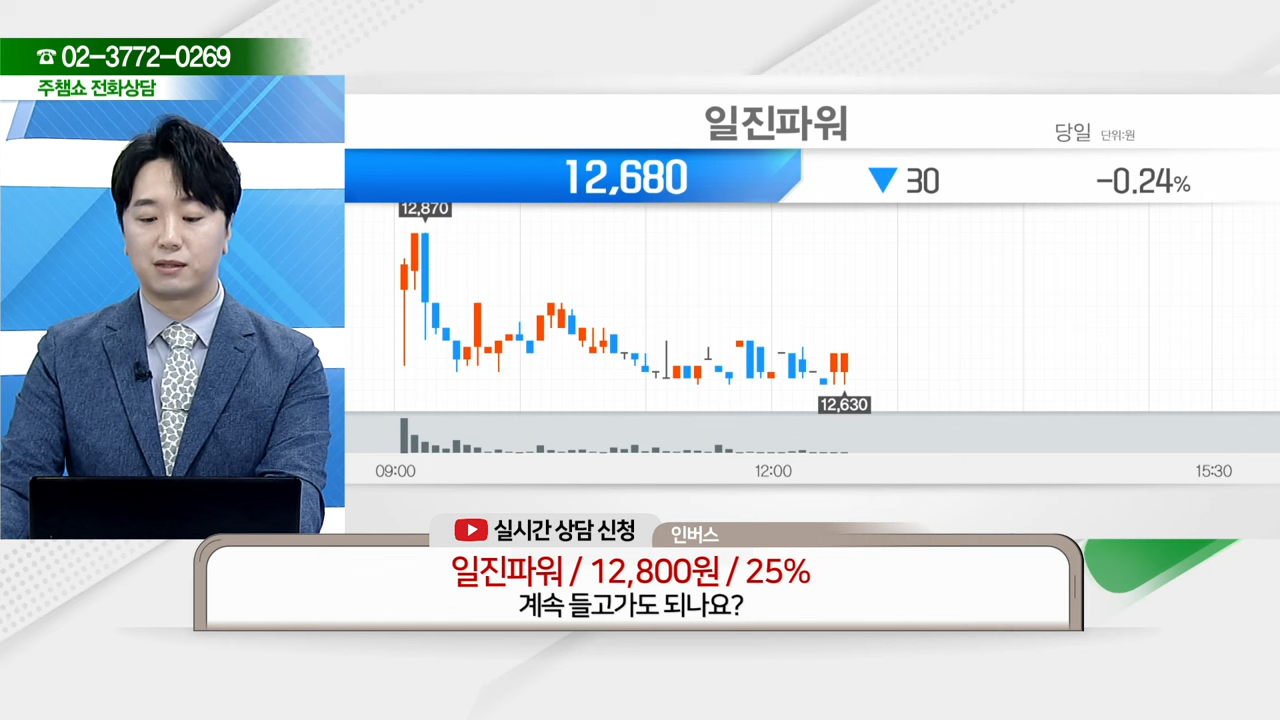 ☎ 02-3772-0269
주챔쇼 전화상담
일진파워
당일 단위:원
12,680
▼ 30
-0.24%
12,870
12,630
09:00
12:00
15:30
실시간 상담 신청
인버스
일진파워 / 12,800원 / 25%
계속 들고가도 되나요?